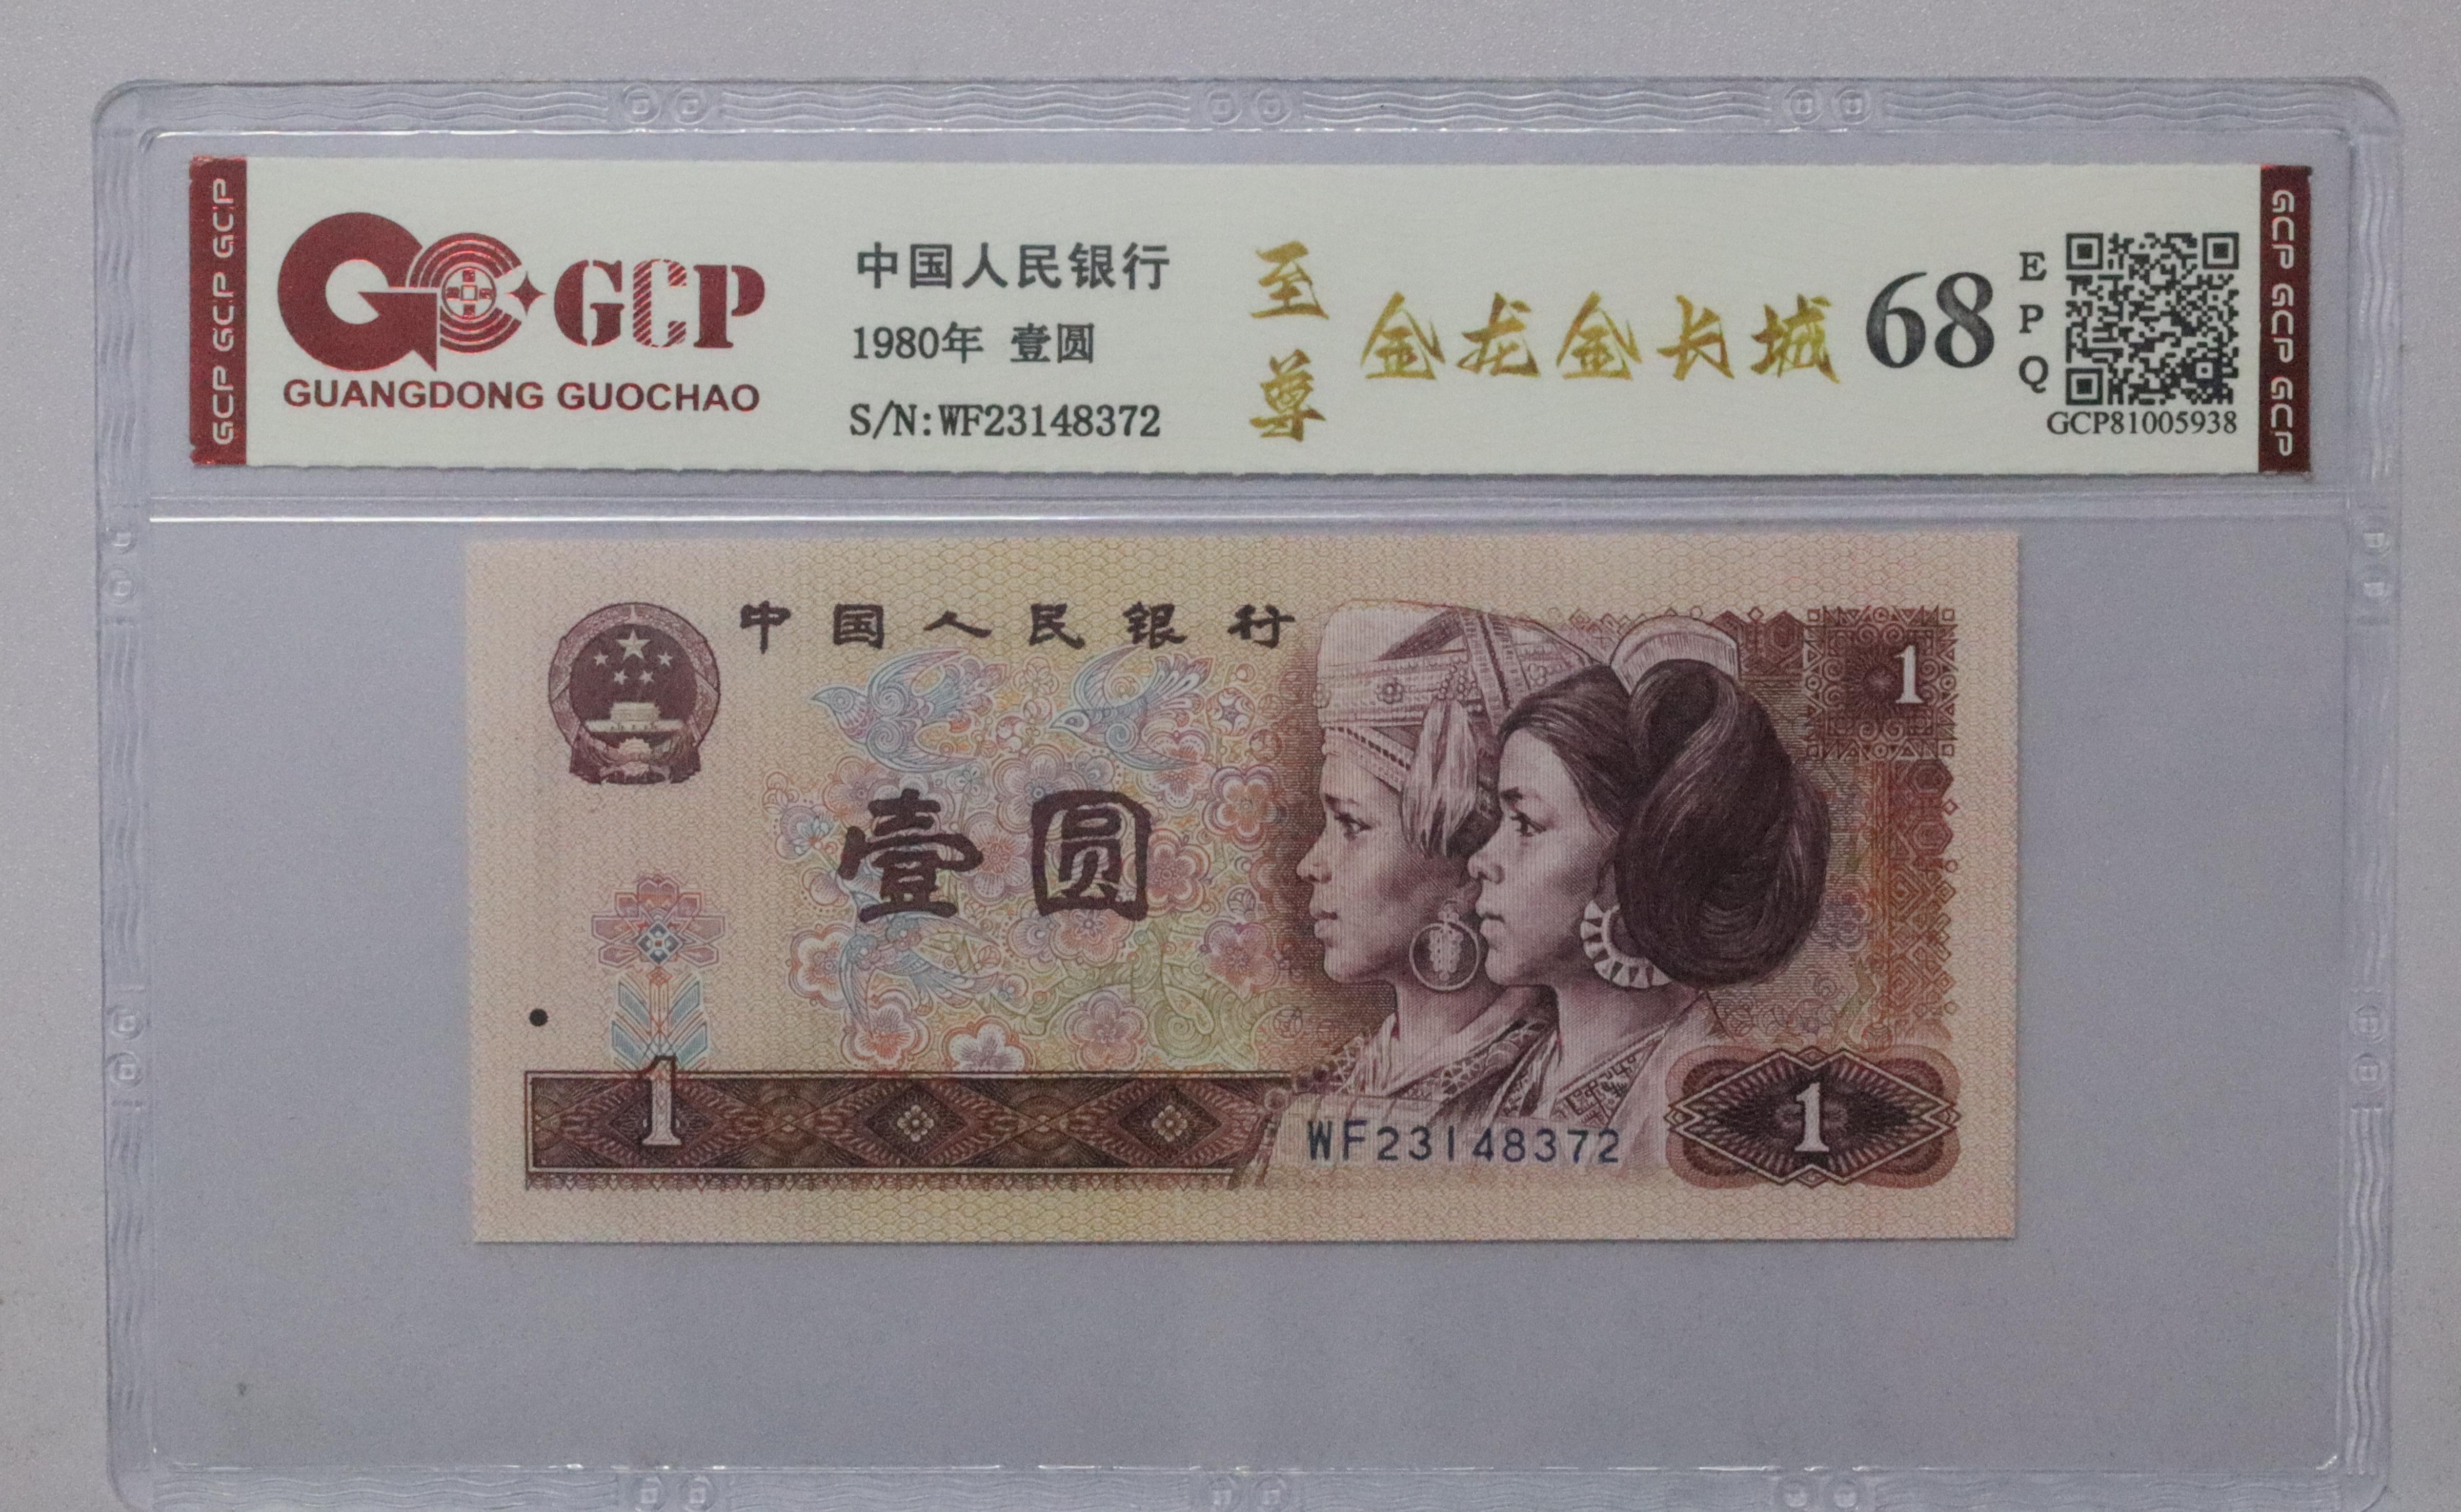 GCP GCP GCP
GCP
GUANGDONG GUOCHAO
中国人民银行
1980年 壹圆
S/N:WF23148372
至尊
金龙金长城
68
EPQ
GCP81005938
GCP GCP GCP
中国人民银行
1
壹圆
1
WF23148372
1